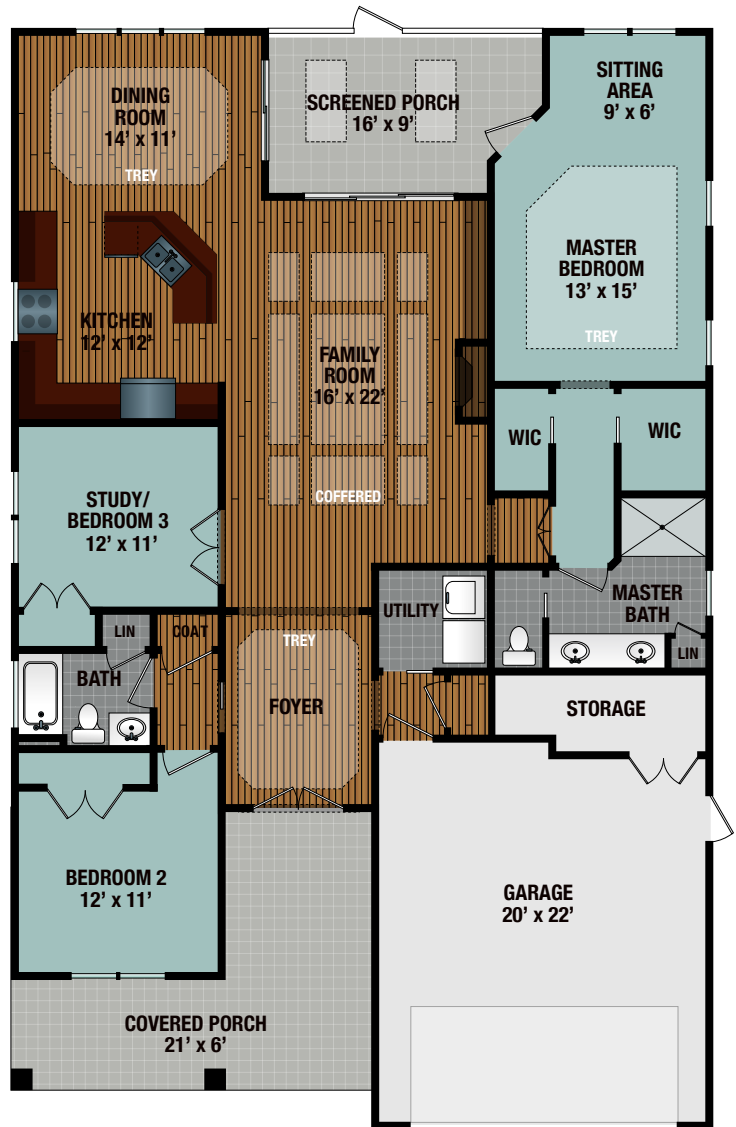 DINING
ROOM
14' x 11'
TREY
SCREENED PORCH
16' x 9'
SITTING
AREA
9' x 6'
MASTER
BEDROOM
13' x 15'
TREY
KITCHEN
12' x 12'
FAMILY
ROOM
16' x 22'
COFFERED
WIC
WIC
STUDY/
BEDROOM 3
12' x 11'
MASTER
BATH
UTILITY
LIN
COAT
TREY
LIN
BATH
FOYER
STORAGE
BEDROOM 2
12' x 11'
GARAGE
20' x 22'
COVERED PORCH
21' x 6'